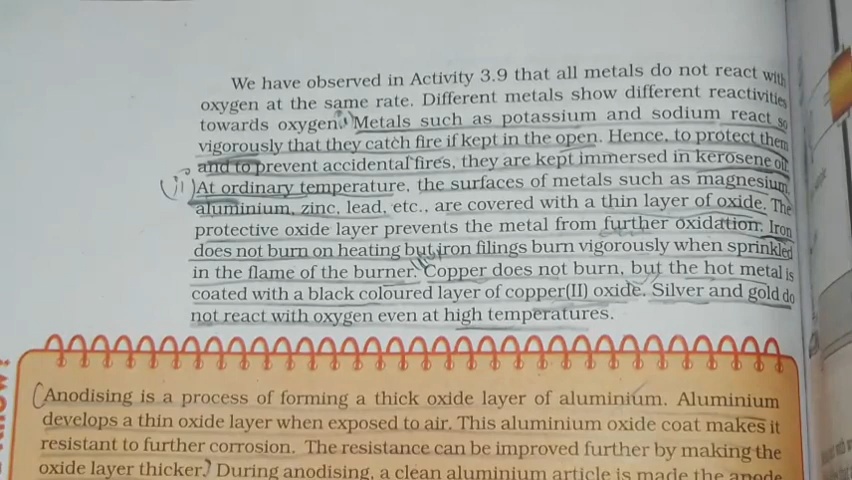 We have observed in Activity 3.9 that all metals do not react with
oxygen at the same rate. Different metals show different reactivities
towards oxygen. Metals such as potassium and sodium react so
vigorously that they catch fire if kept in the open. Hence, to protect them
and to prevent accidental fires, they are kept immersed in kerosene oil.
(ii) At ordinary temperature, the surfaces of metals such as magnesium,
aluminium, zinc, lead, etc., are covered with a thin layer of oxide. The
protective oxide layer prevents the metal from further oxidation. Iron
does not burn on heating but iron filings burn vigorously when sprinkled
in the flame of the burner. Copper does not burn, but the hot metal is
coated with a black coloured layer of copper(II) oxide. Silver and gold do
not react with oxygen even at high temperatures.
Anodising is a process of forming a thick oxide layer of aluminium. Aluminium
develops a thin oxide layer when exposed to air. This aluminium oxide coat makes it
resistant to further corrosion. The resistance can be improved further by making the
oxide layer thicker. During anodising, a clean aluminium article is made the anode